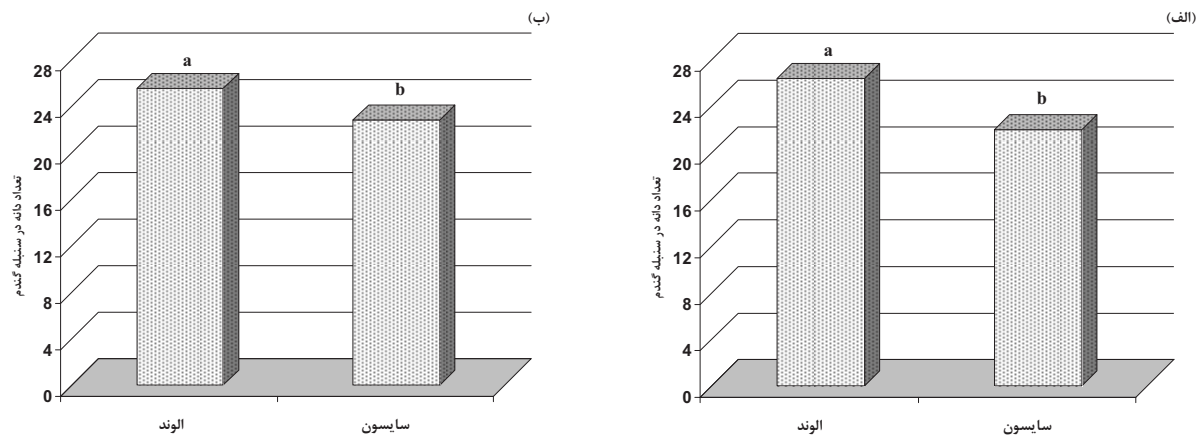 (الف)
a
b
28
24
20
16
12
8
4
0
تعداد دانه در سنبله گندم
الوند
سایسون
(ب)
a
b
28
24
20
16
12
8
4
0
تعداد دانه در سنبله گندم
الوند
سایسون